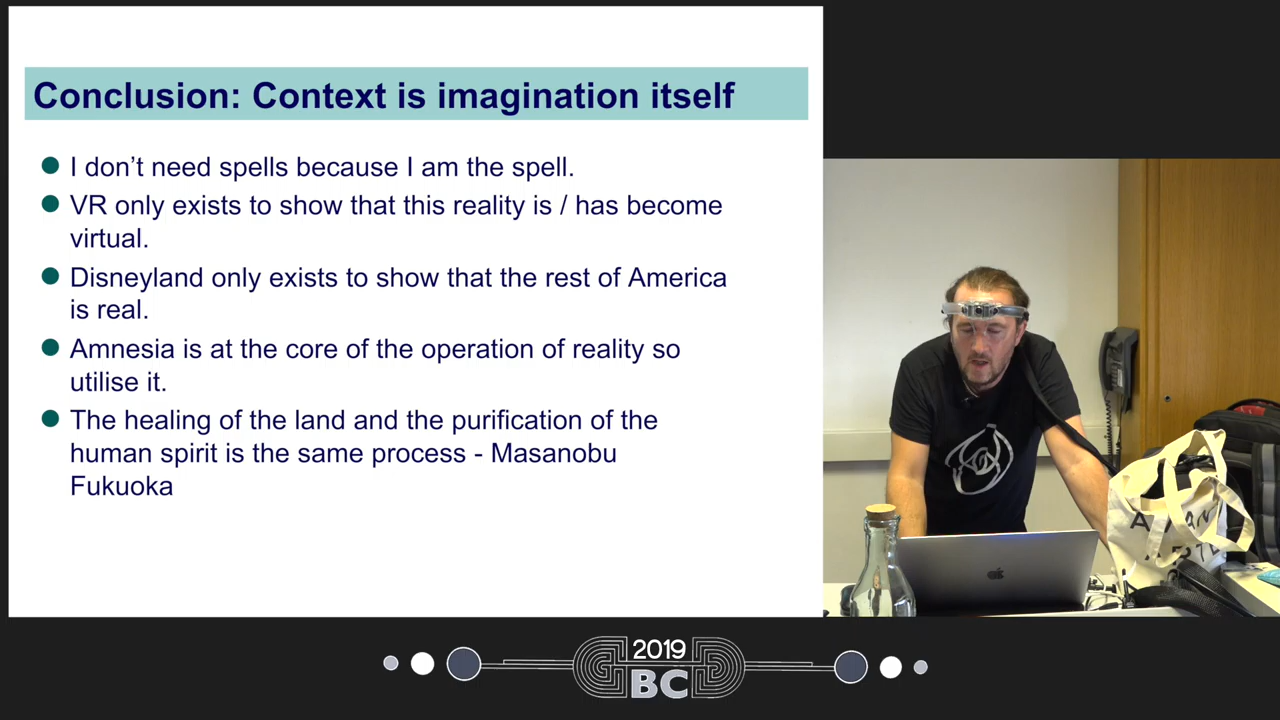 Conclusion: Context is imagination itself
I don’t need spells because I am the spell.
VR only exists to show that this reality is / has become
virtual.
Disneyland only exists to show that the rest of America
is real.
Amnesia is at the core of the operation of reality so
utilise it.
The healing of the land and the purification of the
human spirit is the same process - Masanobu
Fukuoka
2019
BC